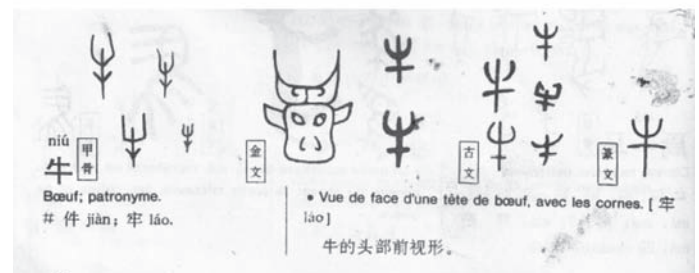 niú
牛
甲骨
金文
古文
篆文
Bœuf; patronyme.
# 件 jiàn; 牢 láo.
• Vue de face d'une tête de bœuf, avec les cornes. [ 牢
láo ]
牛的头部前视形。